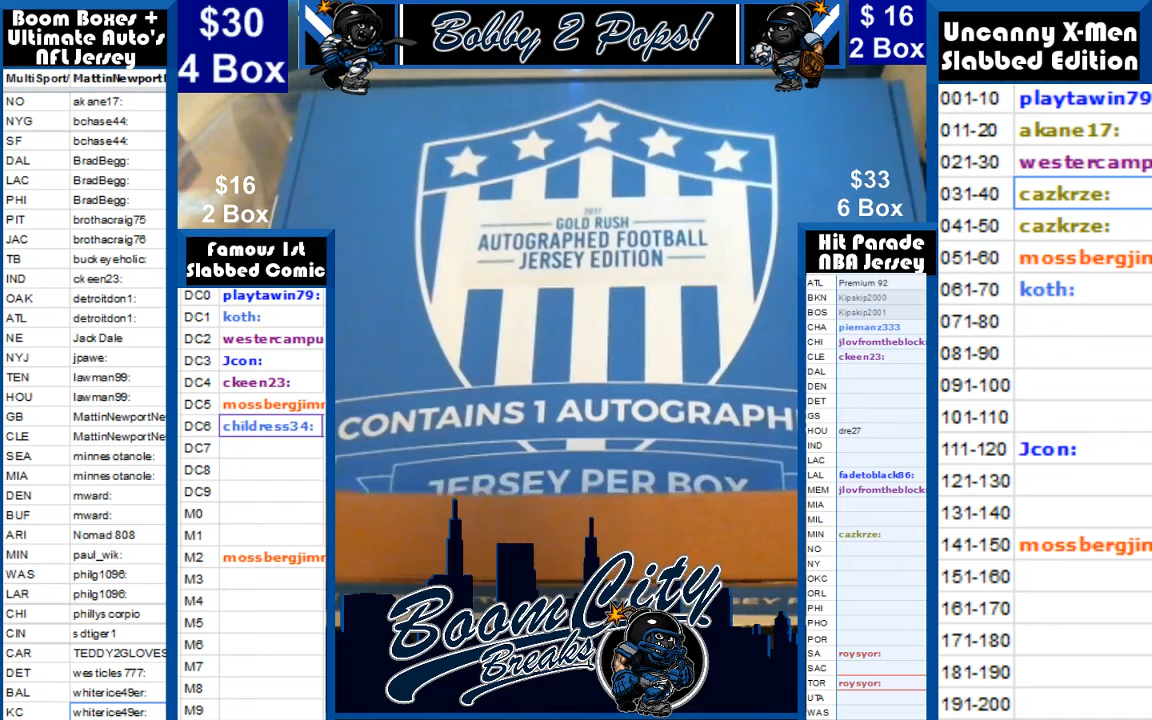 Boom Boxes +
Ultimate Auto's
NFL Jersey
MultiSport/ MattinNewport
NO akane17:
NYG bchase44:
SF bchase44:
DAL BradBegg:
LAC BradBegg:
PHI BradBegg:
PIT brothacraig75
JAC brothacraig76
TB buckeyeholic:
IND ckeen23:
OAK detroitdon1:
ATL detroitdon1:
NE Jack Dale
NYJ jpawe:
TEN lawman99:
HOU lawman99:
GB MattinNewportNe
CLE MattinNewportNe
SEA minnesotanole:
MIA minnesotanole:
DEN mward:
BUF mward:
ARI Nomad 808
MIN paul_wik:
WAS philg1096:
LAR philg1096:
CHI phillyscorpio
CIN sdtiger1
CAR TEDDY2GLOVES
DET westicles777:
BAL whiterice49er:
KC whiterice49er:
$30
4 Box
Bobby 2 Pops!
$ 16
2 Box
$16
2 Box
$33
6 Box
2017
GOLD RUSH
AUTOGRAPHED FOOTBALL
JERSEY EDITION
CONTAINS 1 AUTOGRAPH
JERSEY PER BOX
Boom City
Breaks
Famous 1st
Slabbed Comic
DC0 playtawin79:
DC1 koth:
DC2 westercampu
DC3 Jcon:
DC4 ckeen23:
DC5 mossbergjimm
DC6 childress34:
DC7
DC8
DC9
M0
M1
M2 mossbergjimm
M3
M4
M5
M6
M7
M8
M9
Hit Parade
NBA Jersey
ATL Premium 92
BKN Kipskip2000
BOS Kipskip2001
CHA piemanz333
CHI jlovfromtheblock:
CLE ckeen23:
DAL
DEN
DET
GS
HOU dre27
IND
LAC
LAL fadetoblack86:
MEM jlovfromtheblock:
MIA
MIL
MIN cazkrze:
NO
NY
OKC
ORL
PHI
PHO
POR
SA roysyor:
SAC
TOR roysyor:
UTA
WAS
Uncanny X-Men
Slabbed Edition
001-10 playtawin79
011-20 akane17:
021-30 westercamp
031-40 cazkrze:
041-50 cazkrze:
051-60 mossbergjim
061-70 koth:
071-80
081-90
091-100
101-110
111-120 Jcon:
121-130
131-140
141-150 mossbergjim
151-160
161-170
171-180
181-190
191-200